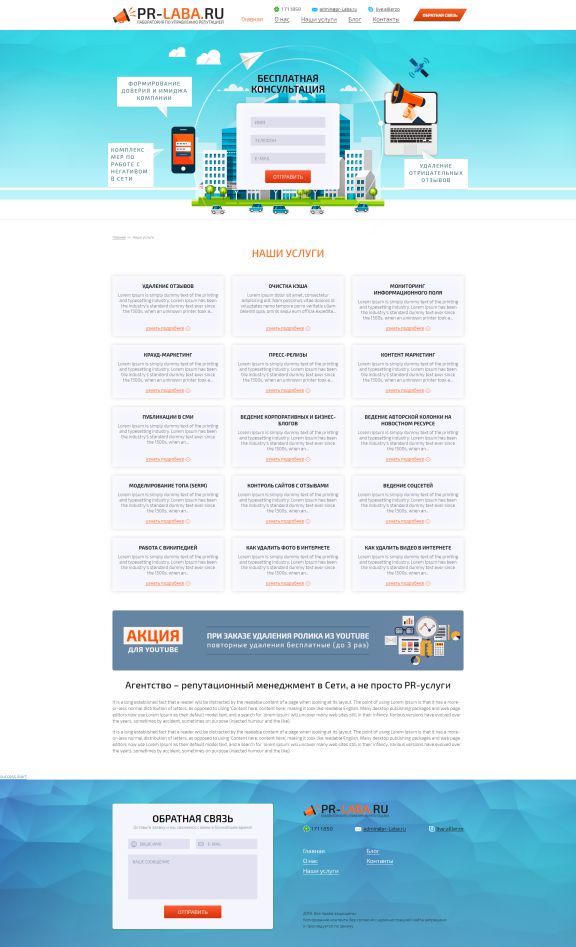 PR-LABA.RU
ЛАБОРАТОРИЯ ПО УПРАВЛЕНИЮ РЕПУТАЦИЕЙ
1711850
admin@pr-laba.ru
Главная
О нас
Наши услуги
Блог
Контакты
ОБРАТНАЯ СВЯЗЬ
ФОРМИРОВАНИЕ
ДОВЕРИЯ И ИМИДЖА
КОМПАНИИ
КОМПЛЕКС
МЕР ПО
РАБОТЕ С
НЕГАТИВОМ
В СЕТИ
БЕСПЛАТНАЯ
КОНСУЛЬТАЦИЯ
ИМЯ
ТЕЛЕФОН
E-MAIL
ОТПРАВИТЬ
УДАЛЕНИЕ
ОТРИЦАТЕЛЬНЫХ
ОТЗЫВОВ
Главная — Наши услуги
НАШИ УСЛУГИ
УДАЛЕНИЕ ОТЗЫВОВ
Lorem Ipsum is simply dummy text of the printing
and typesetting industry. Lorem Ipsum has been
the industry's standard dummy text ever since
the 1500s, when an unknown printer took a...
узнать подробнее
ОЧИСТКА КЭША
Lorem ipsum dolor sit amet, consectetur
adipisicing elit. Dolor possimus vitae dolores id
узнать подробнее
МОНИТОРИНГ
ИНФОРМАЦИОННОГО ПОЛЯ
Lorem Ipsum is simply dummy text of the printing
and typesetting industry. Lorem Ipsum has been
the industry's standard dummy text ever since
the 1500s, when an unknown printer took a...
узнать подробнее
КРАУД-МАРКЕТИНГ
Lorem Ipsum is simply dummy text of the printing
and typesetting industry. Lorem Ipsum has been
the industry's standard dummy text ever since
the 1500s, when an unknown printer took a...
узнать подробнее
ПРЕСС-РЕЛИЗЫ
Lorem Ipsum is simply dummy text of the printing
and typesetting industry. Lorem Ipsum has been
the industry's standard dummy text ever since
the 1500s, when an unknown printer took a...
узнать подробнее
КОНТЕНТ МАРКЕТИНГ
Lorem Ipsum is simply dummy text of the printing
and typesetting industry. Lorem Ipsum has been
the industry's standard dummy text ever since
the 1500s, when an unknown printer took a...
узнать подробнее
ПУБЛИКАЦИИ В СМИ
Lorem Ipsum is simply dummy text of the printing
and typesetting industry. Lorem Ipsum has been
the industry's standard dummy text ever since
the 1500s, when an...
узнать подробнее
ВЕДЕНИЕ КОРПОРАТИВНЫХ И БИЗНЕС-
БЛОГОВ
Lorem Ipsum is simply dummy text of the printing
and typesetting industry. Lorem Ipsum has been
the industry's standard dummy text ever since
the 1500s, when an...
узнать подробнее
ВЕДЕНИЕ АВТОРСКОЙ КОЛОНКИ НА
НОВОСТНОМ РЕСУРСЕ
Lorem Ipsum is simply dummy text of the printing
and typesetting industry. Lorem Ipsum has been
the industry's standard dummy text ever since
the 1500s, when an...
узнать подробнее
МОДЕЛИРОВАНИЕ ТОПА (SERM)
Lorem Ipsum is simply dummy text of the printing
and typesetting industry. Lorem Ipsum has been
the industry's standard dummy text ever since
the 1500s, when an...
узнать подробнее
КОНТРОЛЬ САЙТОВ С ОТЗЫВАМИ
Lorem Ipsum is simply dummy text of the printing
and typesetting industry. Lorem Ipsum has been
the industry's standard dummy text ever since
the 1500s, when an...
узнать подробнее
ВЕДЕНИЕ СОЦСЕТЕЙ
Lorem Ipsum is simply dummy text of the printing
and typesetting industry. Lorem Ipsum has been
the industry's standard dummy text ever since
the 1500s, when an...
узнать подробнее
РАБОТА С ВИКИПЕДИЕЙ
Lorem Ipsum is simply dummy text of the printing
and typesetting industry. Lorem Ipsum has been
the industry's standard dummy text ever since
the 1500s, when an...
узнать подробнее
КАК УДАЛИТЬ ФОТО В ИНТЕРНЕТЕ
Lorem Ipsum is simply dummy text of the printing
and typesetting industry. Lorem Ipsum has been
the industry's standard dummy text ever since
the 1500s, when an...
узнать подробнее
КАК УДАЛИТЬ ВИДЕО В ИНТЕРНЕТЕ
Lorem Ipsum is simply dummy text of the printing
and typesetting industry. Lorem Ipsum has been
the industry's standard dummy text ever since
the 1500s, when an...
узнать подробнее
АКЦИЯ
ДЛЯ YOUTUBE
ПРИ ЗАКАЗЕ УДАЛЕНИЯ РОЛИКА ИЗ YOUTUBE
повторные удаления бесплатные (до 3 раз)
Агентство – репутационный менеджмент в Сети, а не просто PR-услуги
It is a long established fact that a reader will be distracted by the readable content of a page when looking at its layout. The point of using Lorem Ipsum is that it has a more-
or-less normal distribution of letters, as opposed to using 'Content here, content here', making it look like readable English. Many desktop publishing packages and web page
editors now use Lorem Ipsum as their default model text, and a search for 'lorem ipsum' will uncover many web sites still in their infancy. Various versions have evolved over
the years, sometimes by accident, sometimes on purpose (injected humour and the like).
It is a long established fact that a reader will be distracted by the readable content of a page when looking at its layout. The point of using Lorem Ipsum is that it has a more-
or-less normal distribution of letters, as opposed to using 'Content here, content here', making it look like readable English. Many desktop publishing packages and web page
editors now use Lorem Ipsum as their default model text, and a search for 'lorem ipsum' will uncover many web sites still in their infancy. Various versions have evolved over
the years, sometimes by accident, sometimes on purpose (injected humour and the like).
ОБРАТНАЯ СВЯЗЬ
Оставьте заявку и мы свяжемся с вами в ближайшее время!
ВАШЕ ИМЯ
E-MAIL
ВАШЕ СООБЩЕНИЕ
ОТПРАВИТЬ
PR-LABA.RU
ЛАБОРАТОРИЯ ПО УПРАВЛЕНИЮ РЕПУТАЦИЕЙ
1711850
admin@pr-laba.ru
Главная
Блог
О нас
Контакты
Наши услуги